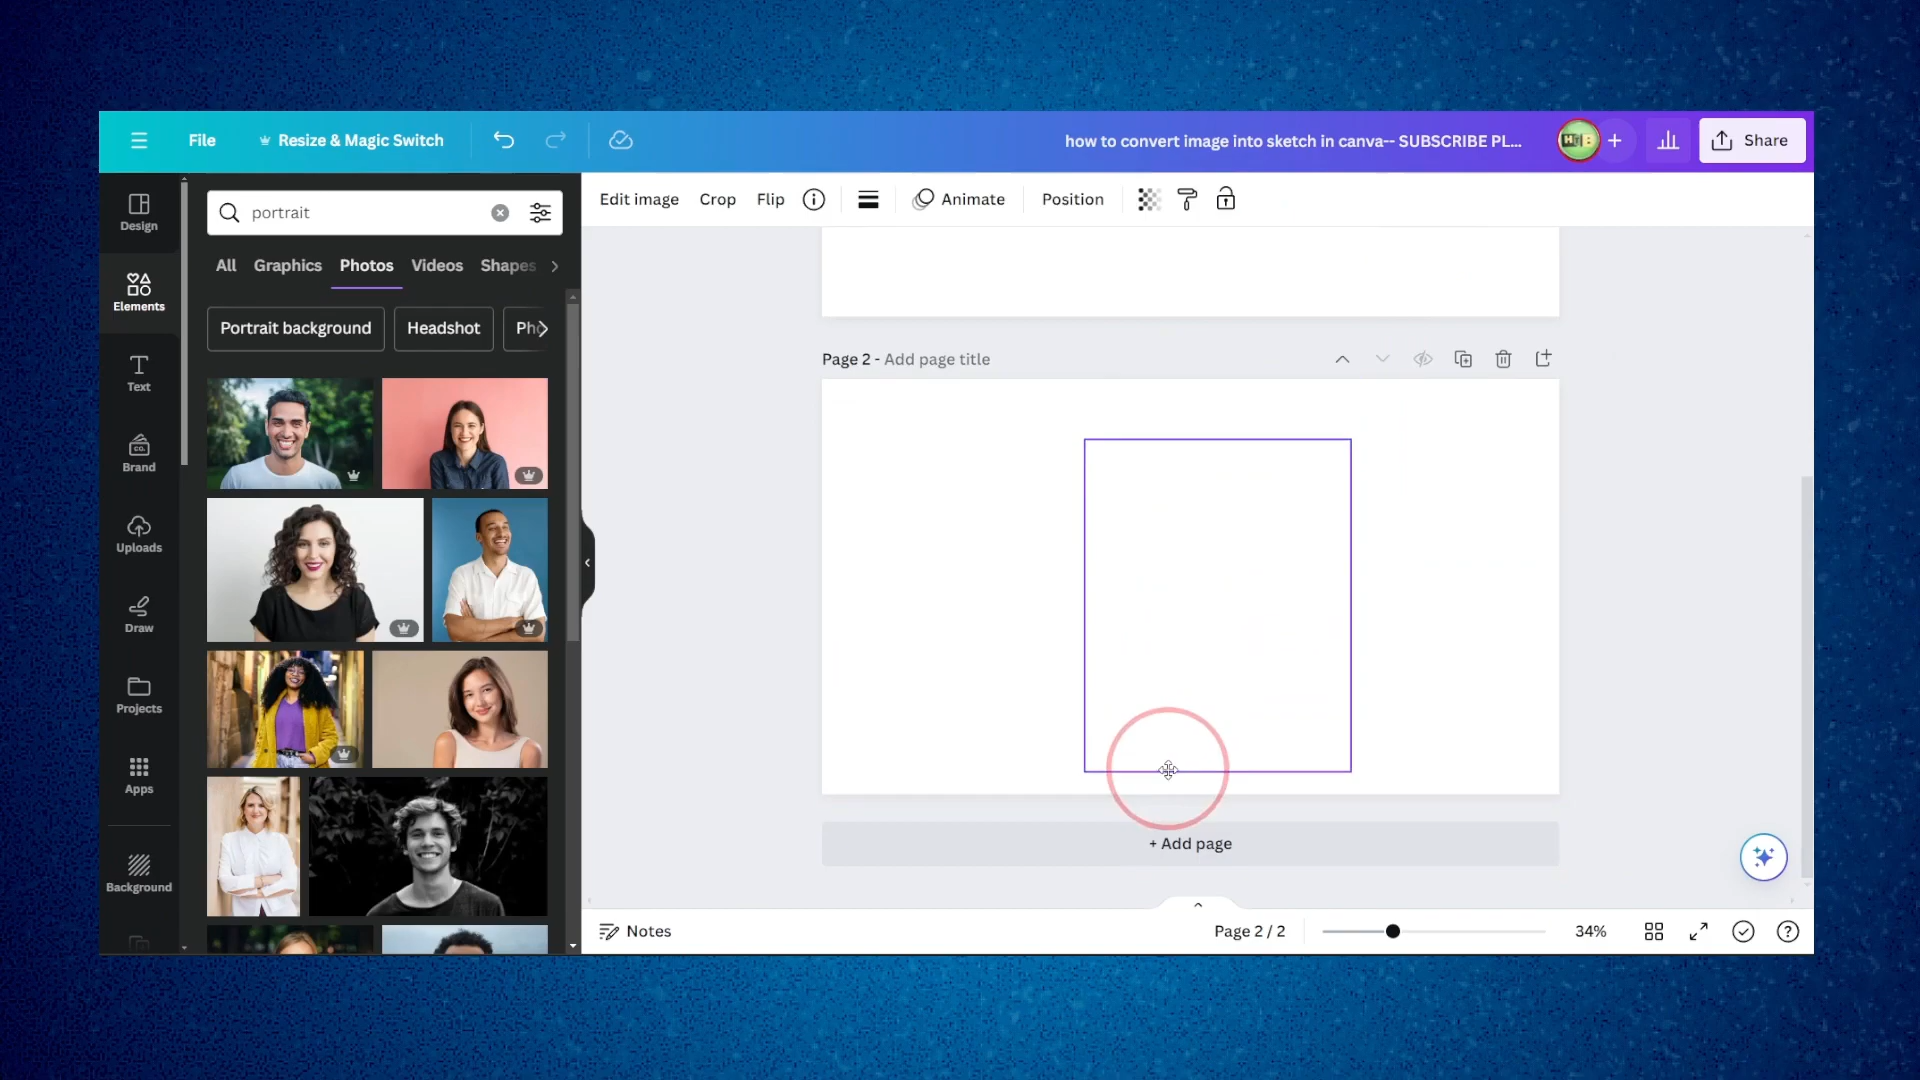 File
Resize & Magic Switch
how to convert image into sketch in canva-- SUBSCRIBE PL...
Share
Design
Elements
Text
Brand
Uploads
Draw
Projects
Apps
Background
portrait
All Graphics Photos Videos Shapes
Portrait background
Headshot
Pho
Edit image
Crop
Flip
Animate
Position
Page 2 - Add page title
+ Add page
Notes
Page 2 / 2
34%